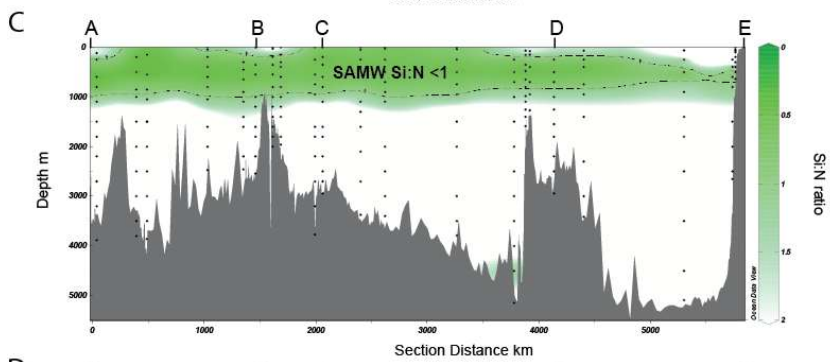 C
A B C D E
0
1000
2000
3000
4000
5000
Depth m
SAMW Si:N <1
0 1000 2000 3000 4000 5000
Section Distance km
Ocean Data View
0
0.5
1
1.5
2
Si:N ratio